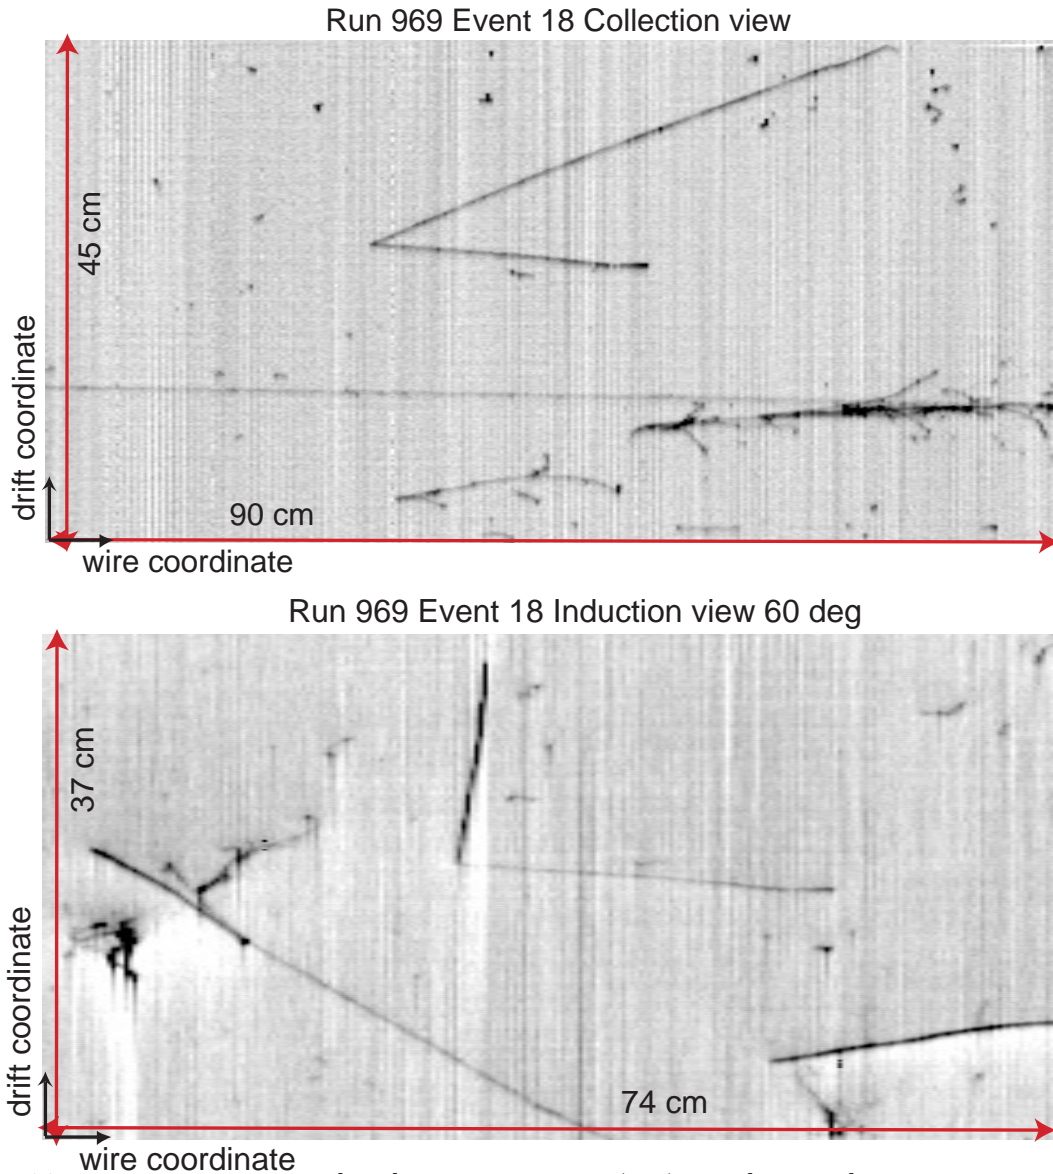 Run 969 Event 18 Collection view
45 cm
drift coordinate
90 cm
wire coordinate
Run 969 Event 18 Induction view 60 deg
37 cm
drift coordinate
74 cm
wire coordinate